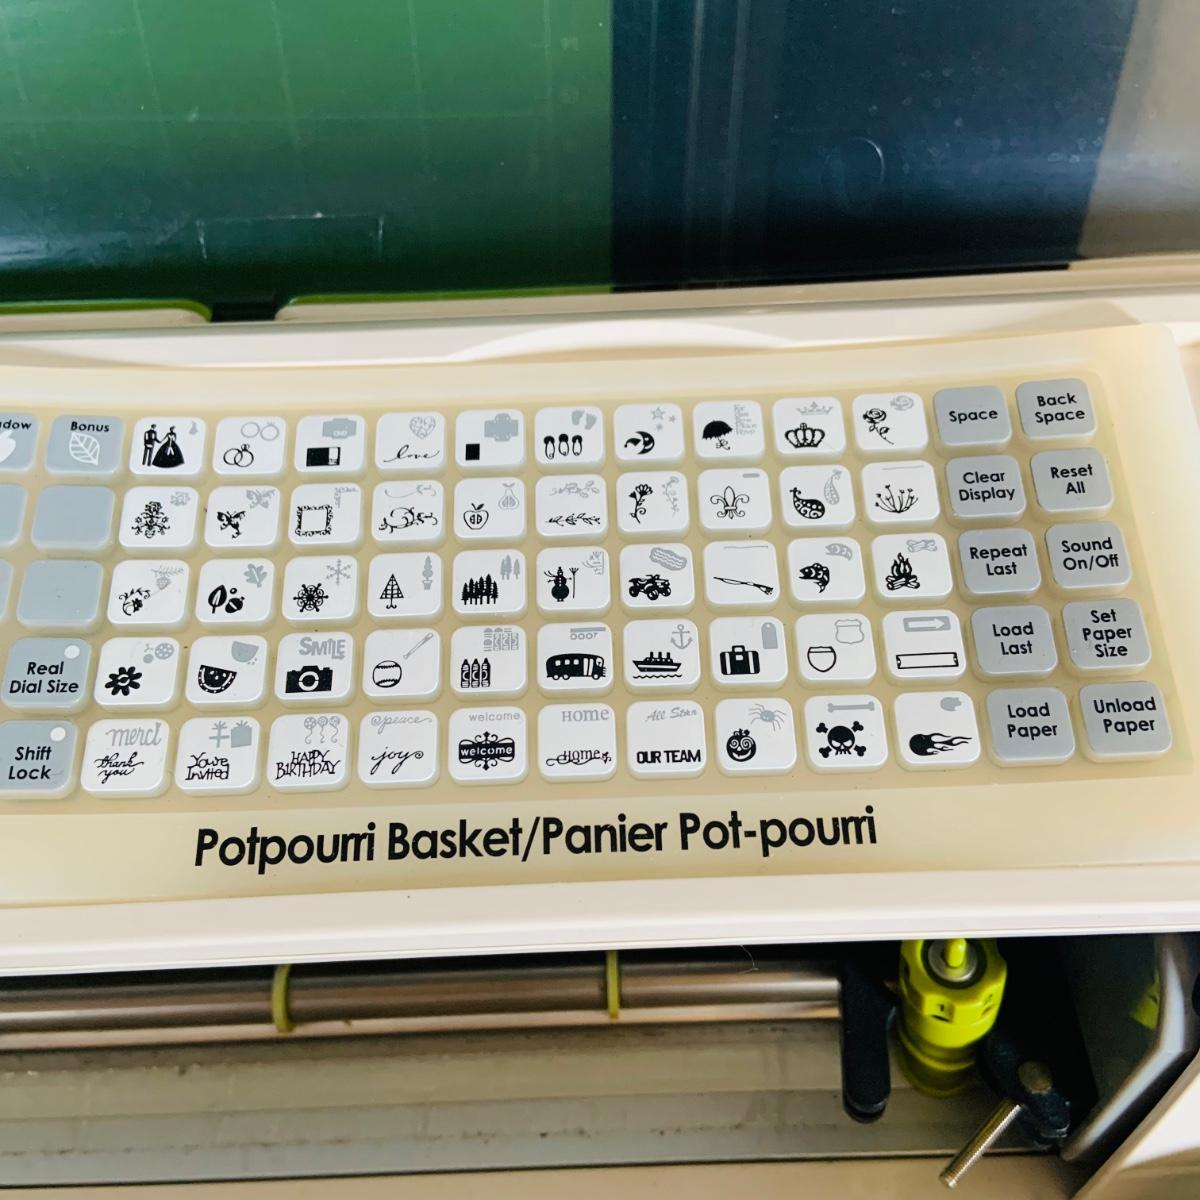 Bonus
Space
Back
Space
love
Clear
Display
Reset
All
Repeat
Last
Sound
On/Off
Real
Dial Size
SMILE
Load
Last
Set
Paper
Size
Shift
Lock
merci
thank
you
You're
Invited
HAPPY
BIRTHDAY
peace
joy
welcome
welcome
HOME
Home
All Star
OUR TEAM
Load
Paper
Unload
Paper
Potpourri Basket/Panier Pot-pourri